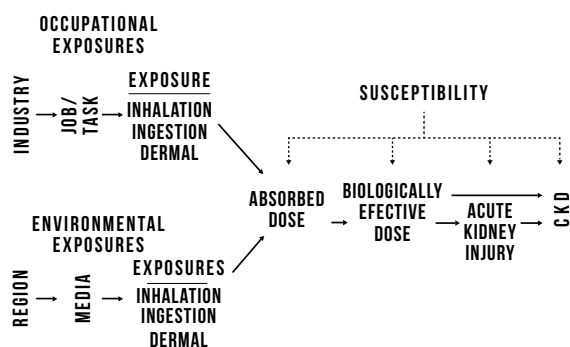 OCCUPATIONAL
EXPOSURES
INDUSTRY
JOB/
TASK
EXPOSURE
INHALATION
INGESTION
DERMAL
SUSCEPTIBILITY
ABSORBED
DOSE
BIOLOGICALLY
EFECTIVE
DOSE
ACUTE
KIDNEY
INJURY
CKD
ENVIRONMENTAL
EXPOSURES
REGION
MEDIA
EXPOSURES
INHALATION
INGESTION
DERMAL